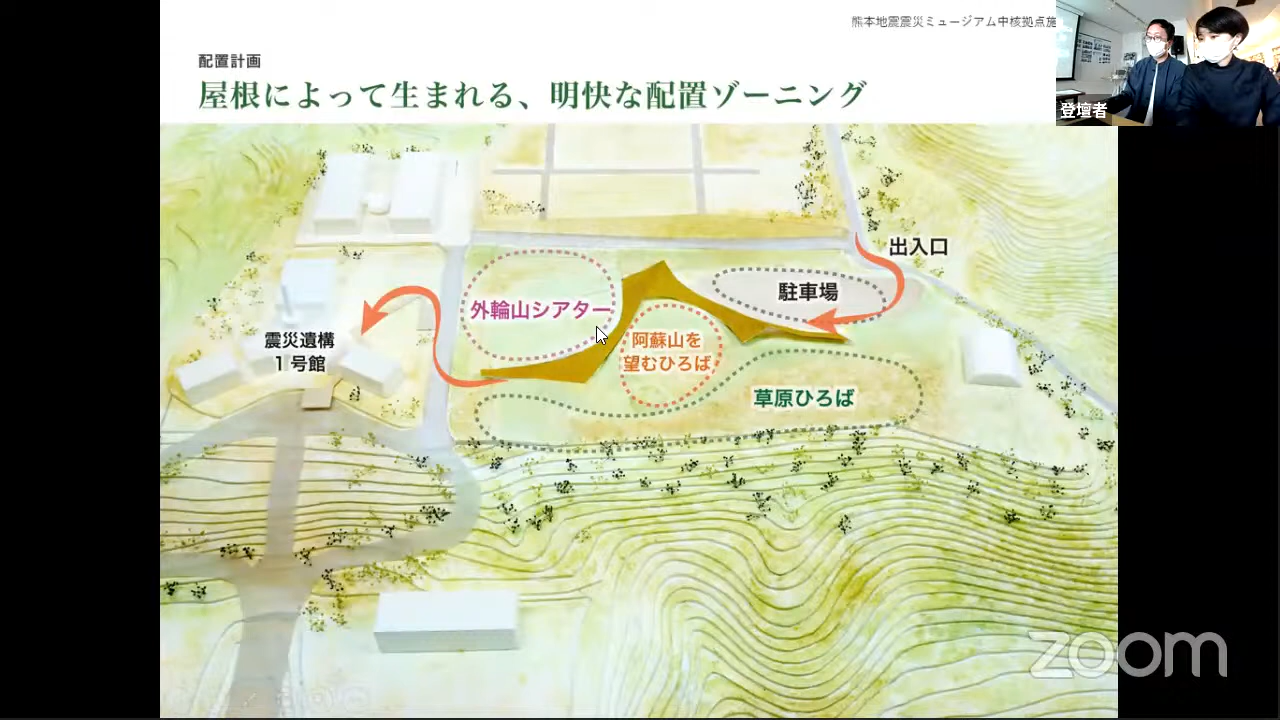 熊本地震震災ミュージアム中核拠点施
配置計画
屋根によって生まれる、明快な配置ゾーニング
登壇者
出入口
駐車場
外輪山シアター
阿蘇山を
望むひろば
震災遺構
1号館
草原ひろば
zoom